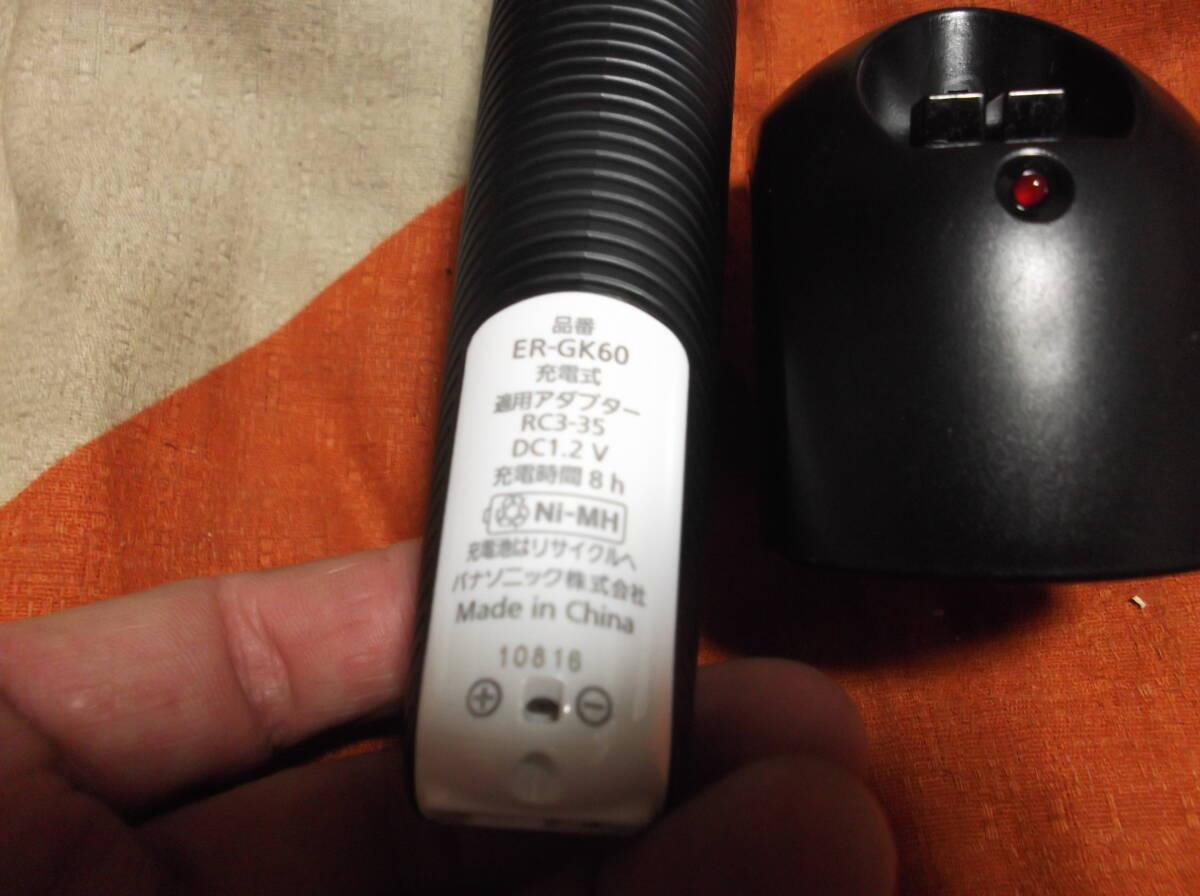 品番
ER-GK60
充電式
適用アダプター
RC3-35
DC1.2 V
充電時間 8 h
Ni-MH
充電池はリサイクルへ
パナソニック株式会社
Made in China
10816
⊕ ⊖